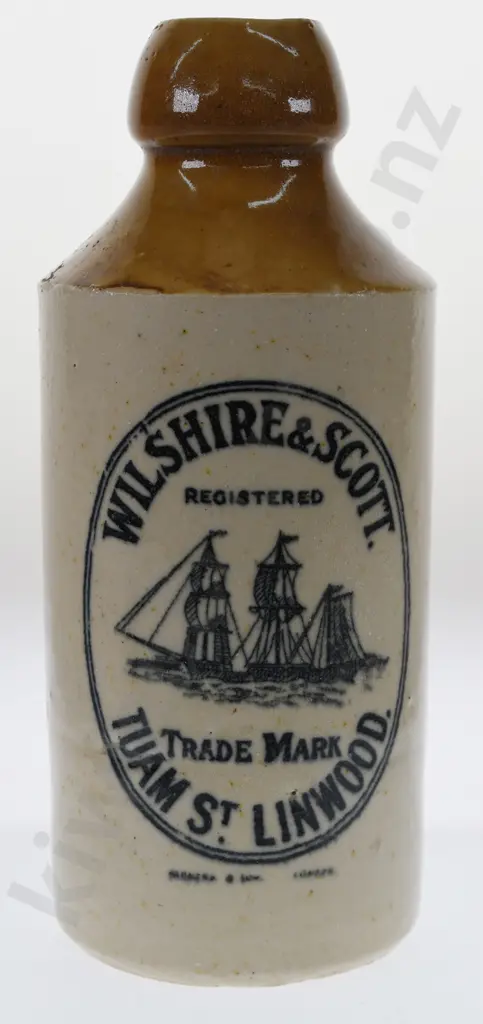 WILSHIRE & SCOTT.
REGISTERED
TRADE MARK
TUAM ST LINWOOD.